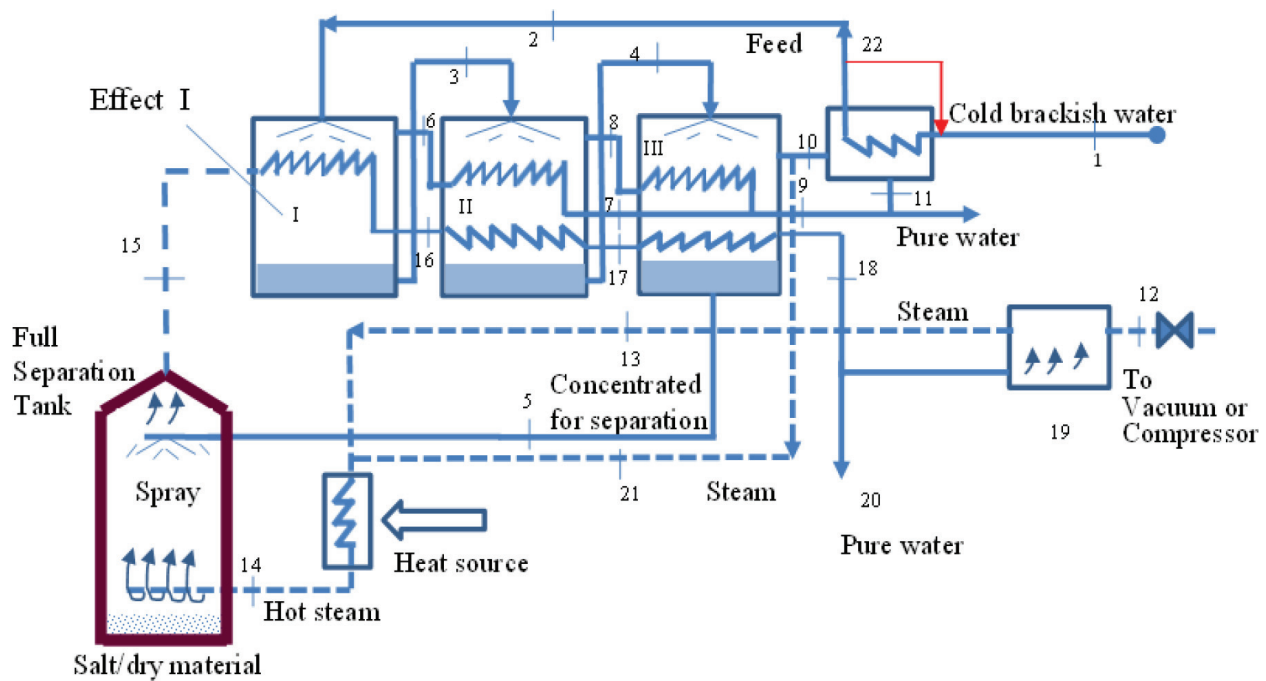 2
Feed
22
3
4
Effect I
6
8
III
10
Cold brackish water
1
I
II
7
9
11
Pure water
15
16
17
18
Steam
12
Full
Separation
Tank
13
To
Vacuum or
Compressor
Concentrated
for separation
5
19
Spray
21
Steam
20
Pure water
14
Heat source
Hot steam
Salt/dry material